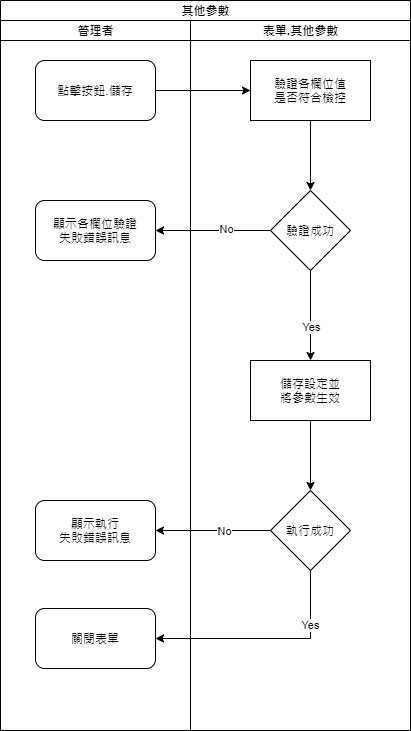 其他參數
管理者
表單.其他參數
點擊按鈕.儲存
驗證各欄位值
是否符合檢控
顯示各欄位驗證
失敗錯誤訊息
No
驗證成功
Yes
儲存設定並
將參數生效
顯示執行
失敗錯誤訊息
No
執行成功
Yes
關閉表單